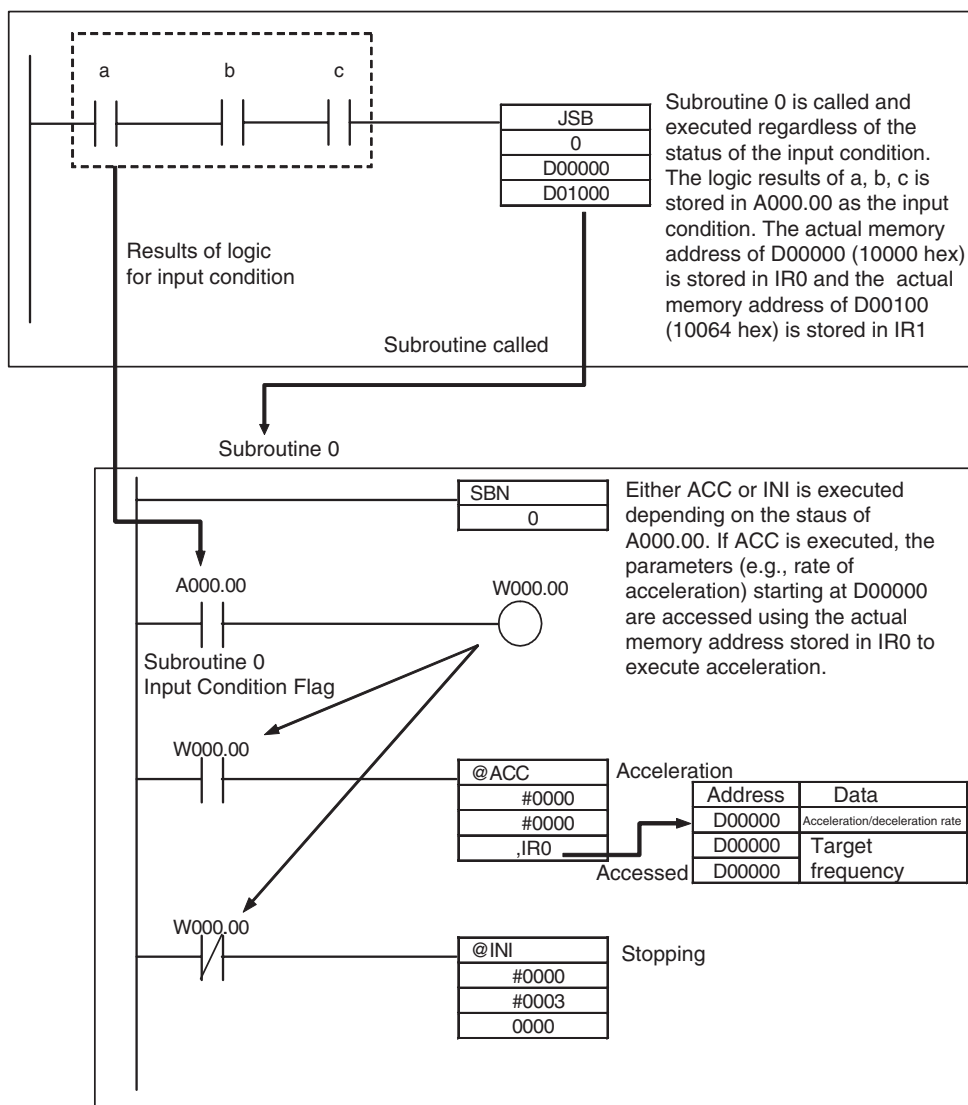 a
b
c
JSB
0
D00000
D01000
Subroutine 0 is called and
executed regardless of the
status of the input condition.
The logic results of a, b, c is
stored in A000.00 as the input
condition. The actual memory
address of D00000 (10000 hex)
is stored in IR0 and the actual
memory address of D00100
(10064 hex) is stored in IR1
Results of logic
for input condition
Subroutine called
Subroutine 0
SBN
0
Either ACC or INI is executed
depending on the staus of
A000.00. If ACC is executed, the
parameters (e.g., rate of
acceleration) starting at D00000
are accessed using the actual
memory address stored in IR0 to
execute acceleration.
A000.00
W000.00
Subroutine 0
Input Condition Flag
W000.00
@ACC
#0000
#0000
,IR0
Acceleration
Accessed
Address Data
D00000 Acceleration/deceleration rate
D00000 Target
D00000 frequency
W000.00
@INI
#0000
#0003
0000
Stopping